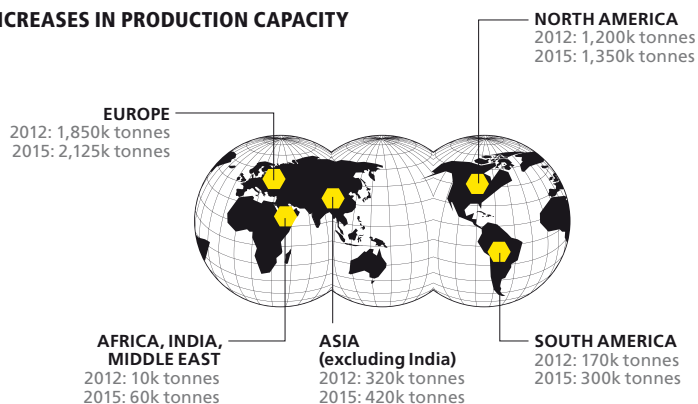 ICREASES IN PRODUCTION CAPACITY
NORTH AMERICA
2012: 1,200k tonnes
2015: 1,350k tonnes
EUROPE
2012: 1,850k tonnes
2015: 2,125k tonnes
AFRICA, INDIA,
MIDDLE EAST
2012: 10k tonnes
2015: 60k tonnes
ASIA
(excluding India)
2012: 320k tonnes
2015: 420k tonnes
SOUTH AMERICA
2012: 170k tonnes
2015: 300k tonnes